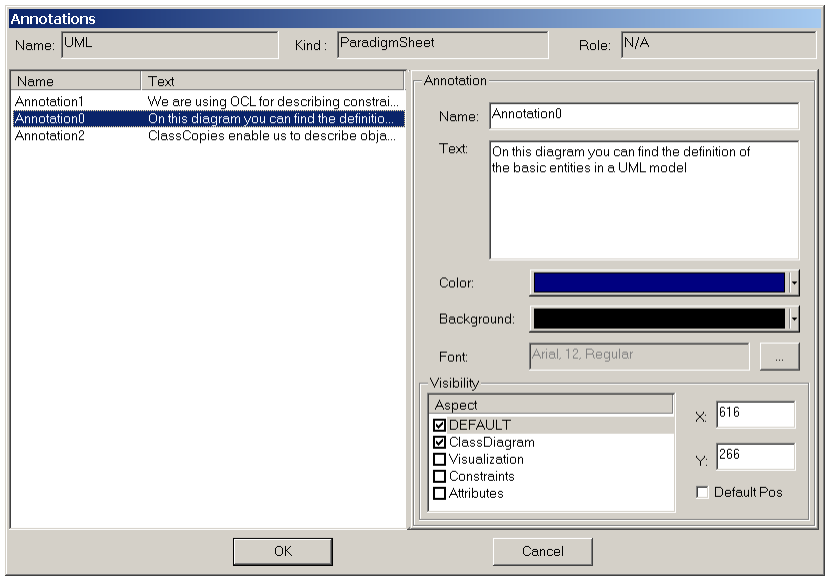 Annotations
Name: UML Kind : ParadigmSheet Role: N/A
Name Text
Annotation1 We are using OCL for describing constrai...
Annotation0 On this diagram you can find the definitio...
Annotation2 ClassCopies enable us to describe obja...
Annotation
Name: Annotation0
Text: On this diagram you can find the definition of
the basic entities in a UML model
Color:
Background:
Font: Arial, 12, Regular ...
Visibility
Aspect
DEFAULT
ClassDiagram
Visualization
Constraints
Attributes
X: 616
Y: 266
Default Pos
OK Cancel